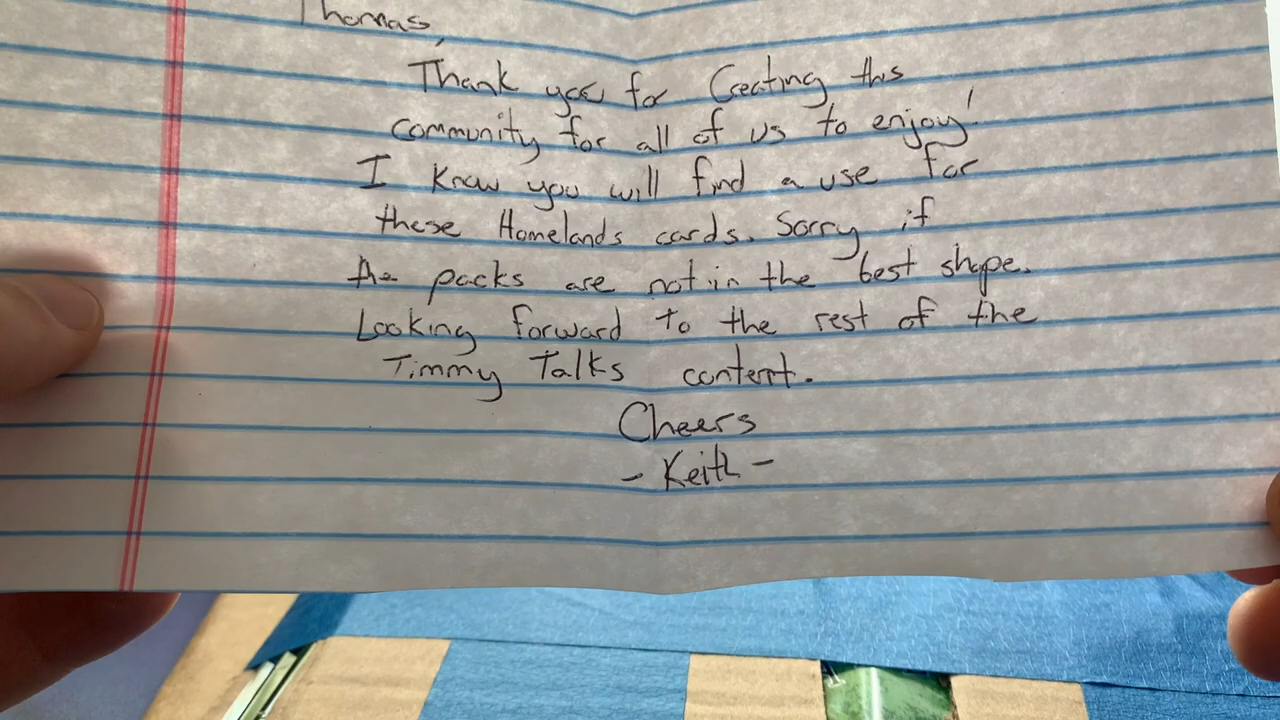 Thomas,
Thank you for Creating this
community for all of us to enjoy!
I know you will find a use for
these Homelands cards. Sorry if
the packs are not in the best shape.
Looking forward to the rest of the
Timmy Talks content.
Cheers
- Keith -